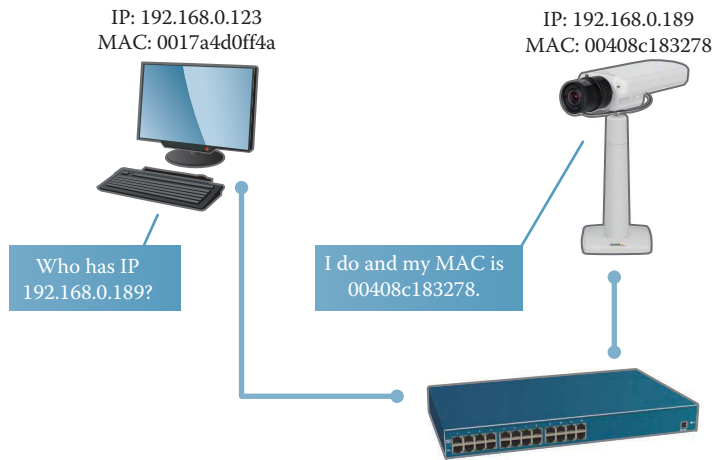 IP: 192.168.0.123
MAC: 0017a4d0ff4a
IP: 192.168.0.189
MAC: 00408c183278
Who has IP
192.168.0.189?
I do and my MAC is
00408c183278.